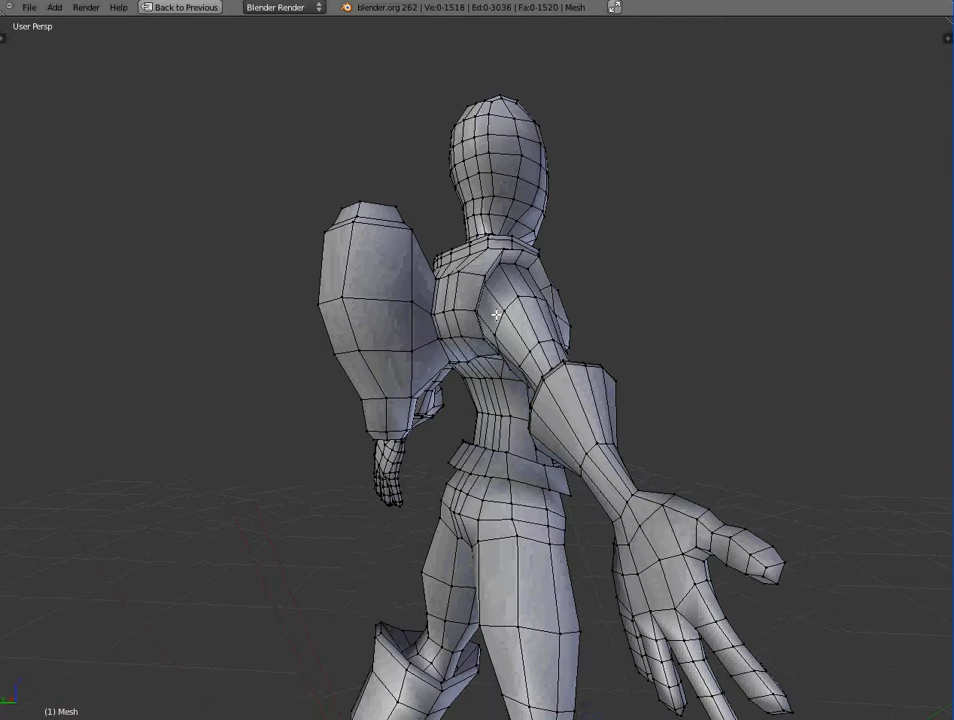 File Add Render Help Back to Previous Blender Render blender.org 262 | Ve:0-1518 | Ed:0-3036 | Fa:0-1520 | Mesh
User Persp
(1) Mesh